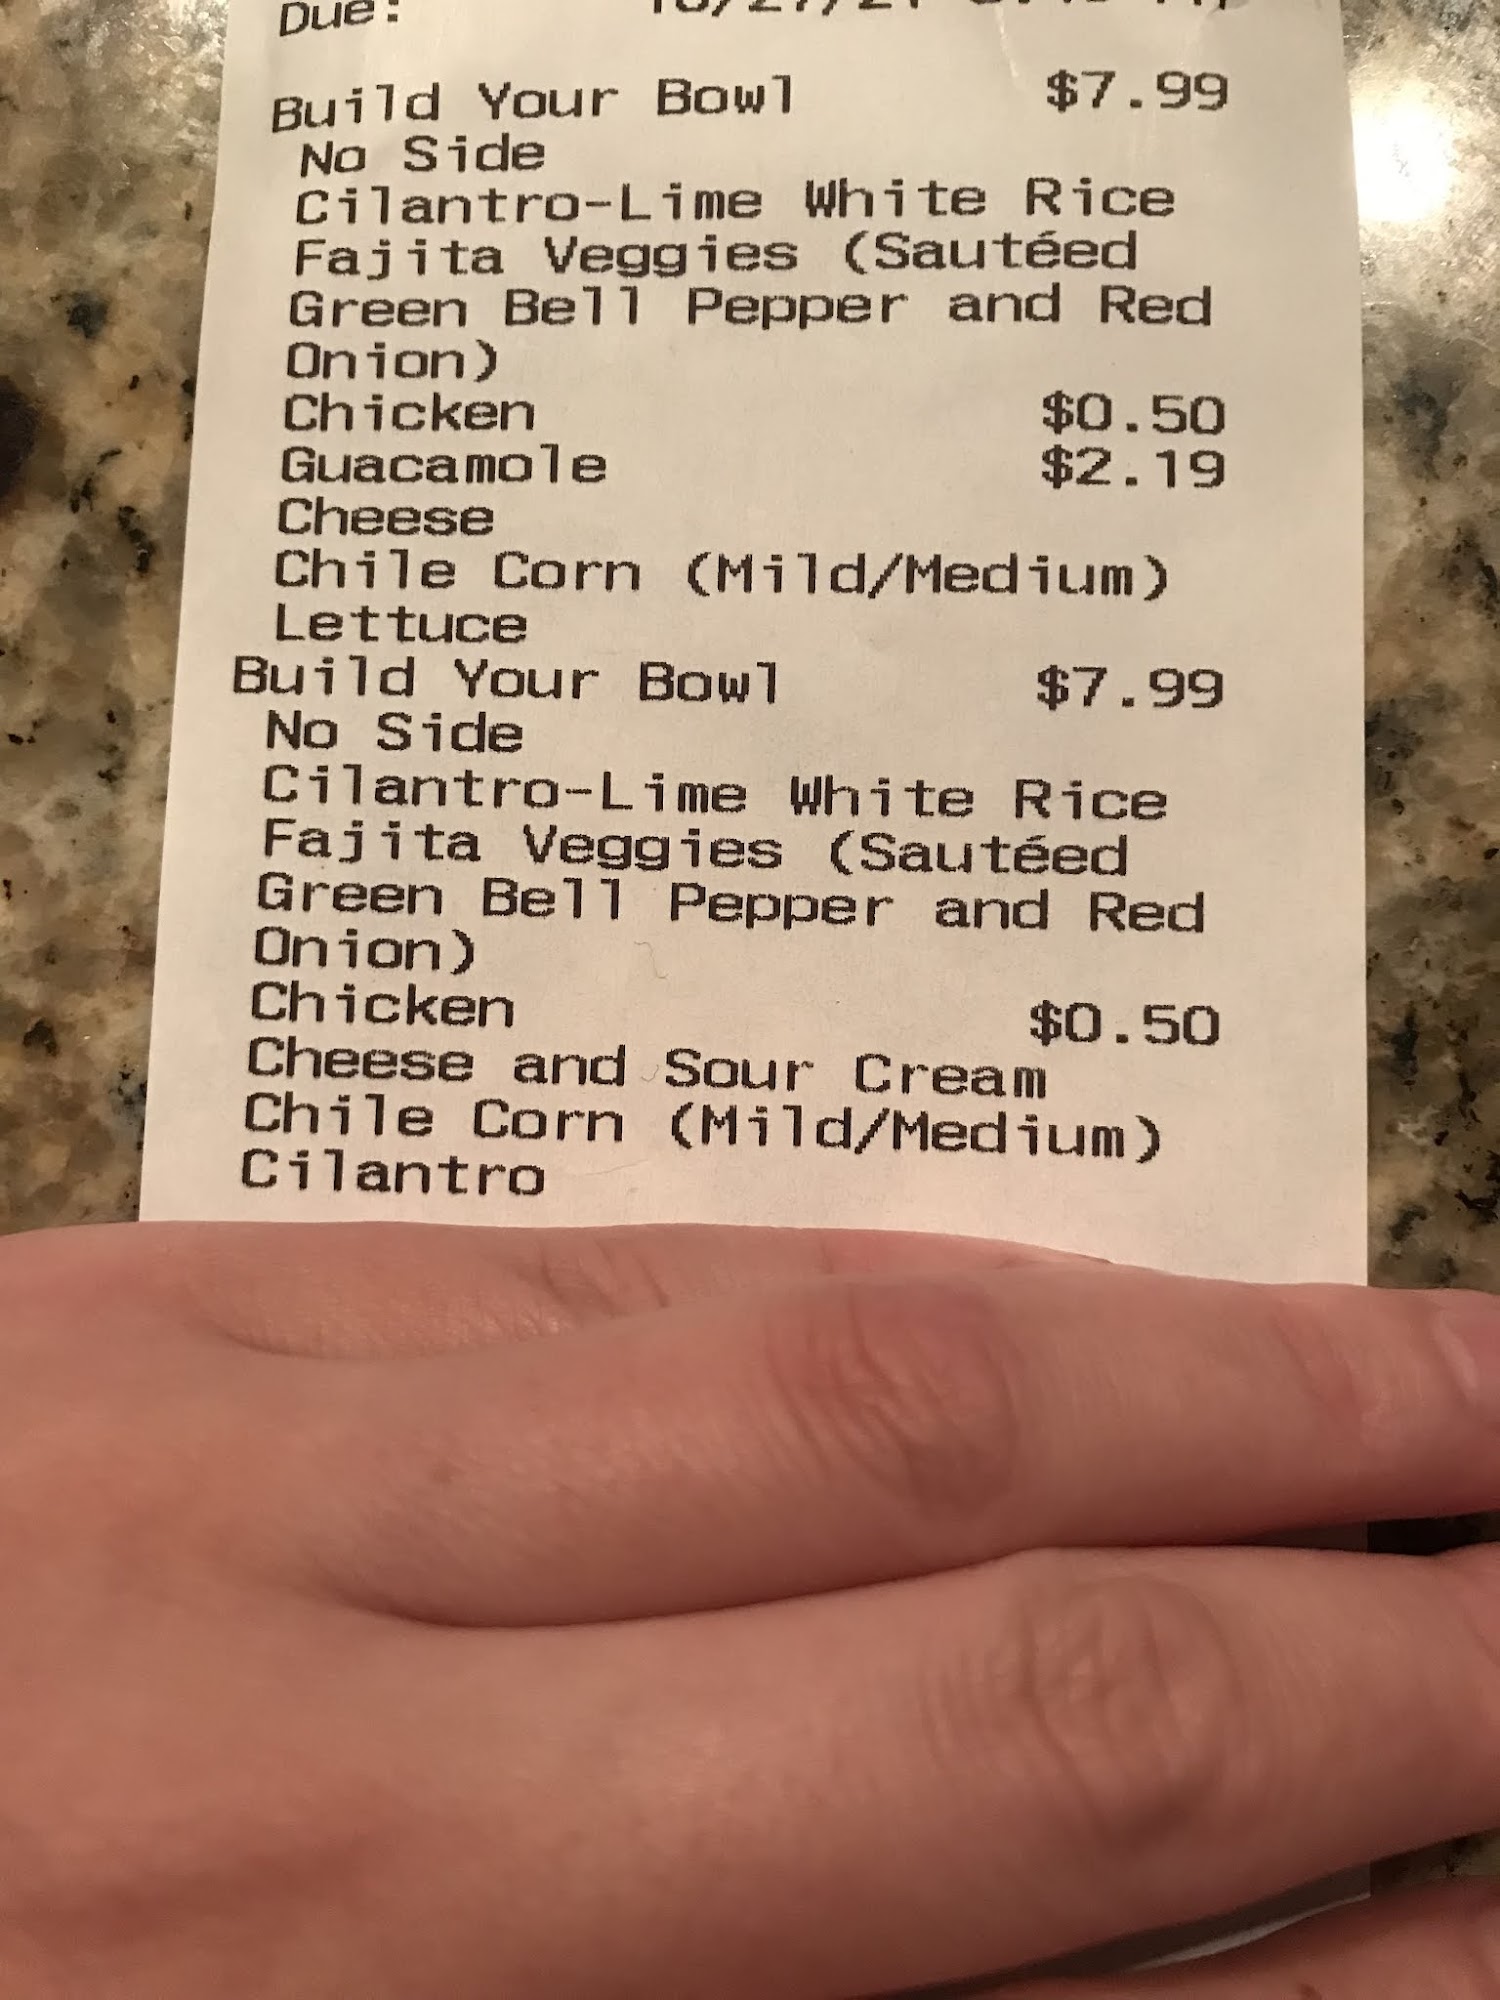 Due:
Build Your Bowl $7.99
No Side
Cilantro-Lime White Rice
Fajita Veggies (Sautéed
Green Bell Pepper and Red
Onion)
Chicken $0.50
Guacamole $2.19
Cheese
Chile Corn (Mild/Medium)
Lettuce
Build Your Bowl $7.99
No Side
Cilantro-Lime White Rice
Fajita Veggies (Sautéed
Green Bell Pepper and Red
Onion)
Chicken $0.50
Cheese and Sour Cream
Chile Corn (Mild/Medium)
Cilantro